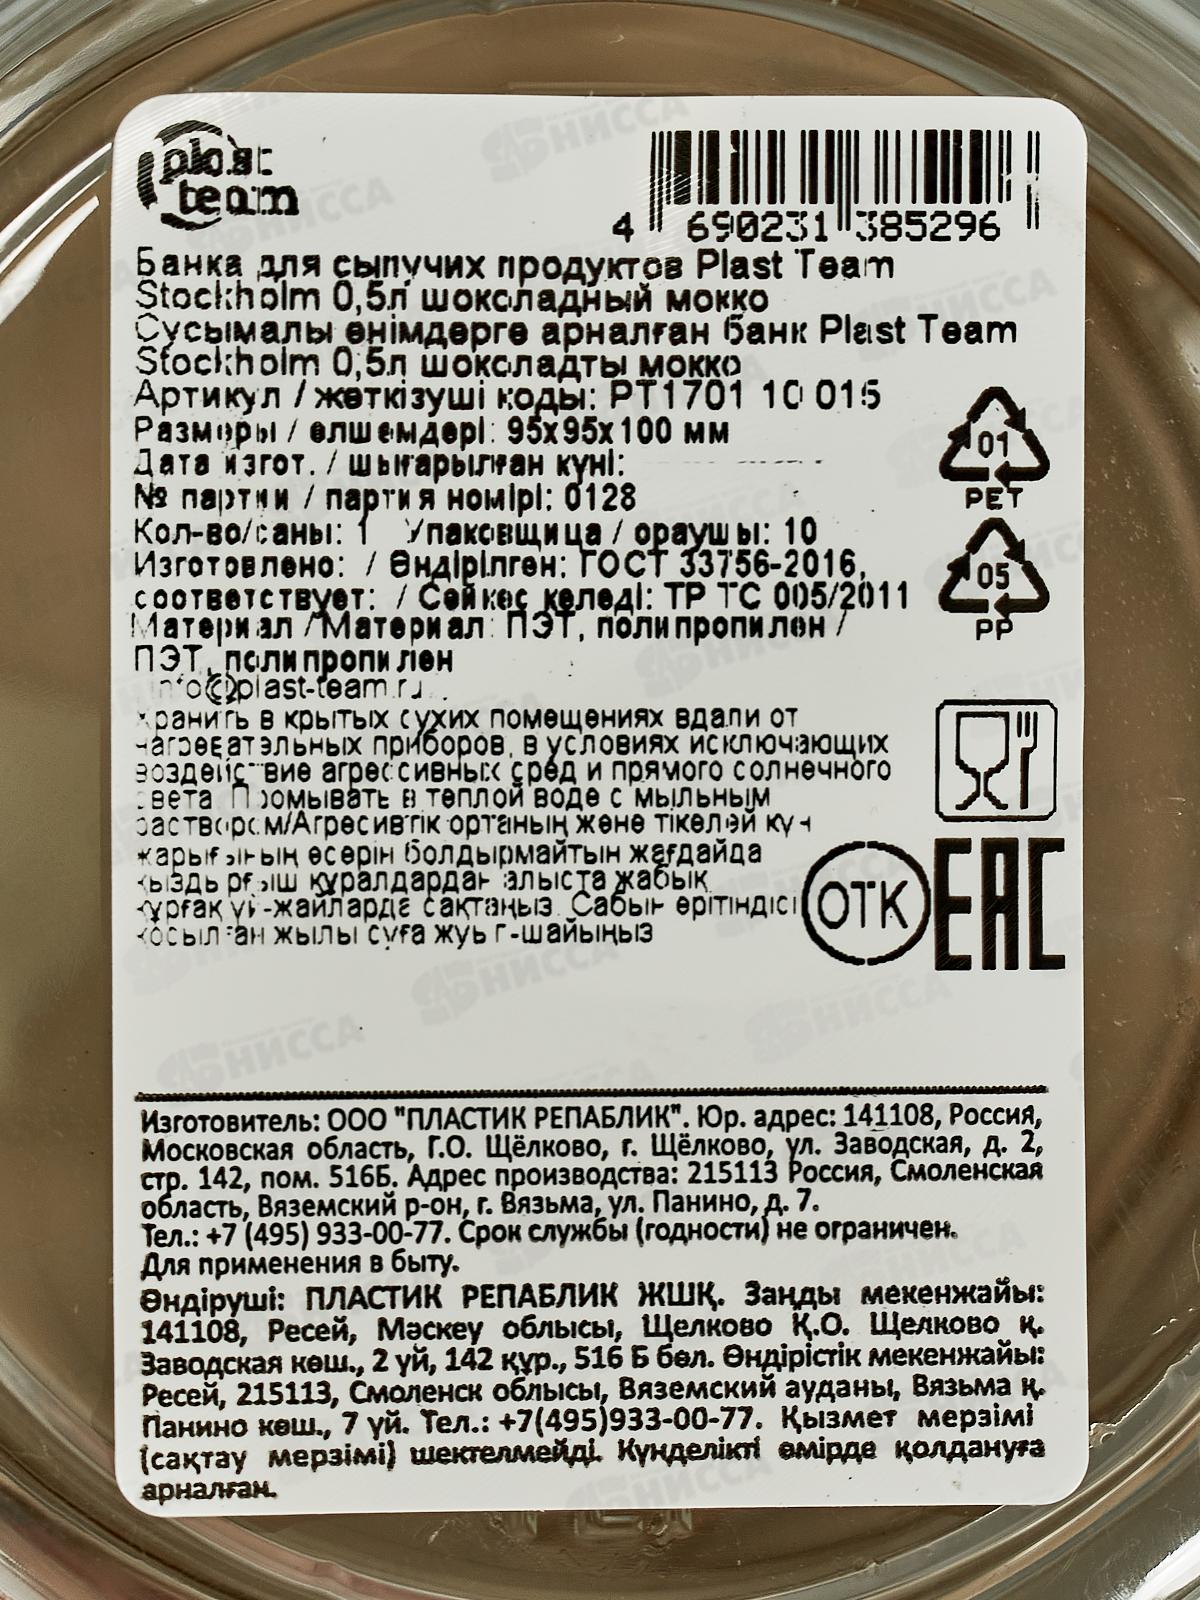 plast
team
4 690231 385296
Банка для сыпучих продуктов Plast Team
Stockholm 0,5л шоколадный мокко
Сусымалы өнімдерге арналған банк Plast Team
Stockholm 0,5л шоколадты мокко
Артикул / жеткізуші коды: PT1701 10 016
Размеры / өлшемдері: 95x95x100 мм
Дата изгот. / шығарылған күні:
№ партии / партия номірі: 0128
Кол-во/саны: 1 Упаковщица / ораушы: 10
Изготовлено: / Өндірілген: ГОСТ 33756-2016,
соответствует: / Сәйкес келеді: ТР ТС 005/2011
Материал /Материал: ПЭТ, полипропилен /
ПЭТ, полипропилен
info@plast-team.ru
хранить в крытых сухих помещениях вдали от
нагревательных приборов, в условиях исключающих
воздействие агрессивных сред и прямого солнечного
света. Промывать в теплой воде с мыльным
раствором/Агресивтік ортаның және тікелей күн
жарығының әсерін болдырмайтын жағдайда
қыздырғыш құралдардан алыста жабық
құрғақ үй-жайларда сақтаңыз. Сабын ерітіндісі
қосылған жылы суға жуып-шайыңыз
01
PET
05
PP
ОТК
EAC
Изготовитель: ООО "ПЛАСТИК РЕПАБЛИК". Юр. адрес: 141108, Россия,
Московская область, Г.О. Щёлково, г. Щёлково, ул. Заводская, д. 2,
стр. 142, пом. 516Б. Адрес производства: 215113 Россия, Смоленская
область, Вяземский р-он, г. Вязьма, ул. Панино, д. 7.
Тел.: +7 (495) 933-00-77. Срок службы (годности) не ограничен.
Для применения в быту.
Өндіруші: ПЛАСТИК РЕПАБЛИК ЖШҚ. Заңды мекенжайы:
141108, Ресей, Мәскеу облысы, Щелково Қ.О. Щелково қ.
Заводская көш., 2 үй, 142 құр., 516 Б бөл. Өндірістік мекенжайы:
Ресей, 215113, Смоленск облысы, Вяземский ауданы, Вязьма қ.
Панино көш., 7 үй. Тел.: +7(495)933-00-77. Қызмет мерзімі
(сақтау мерзімі) шектелмейді. Күнделікті өмірде қолдануға
арналған.